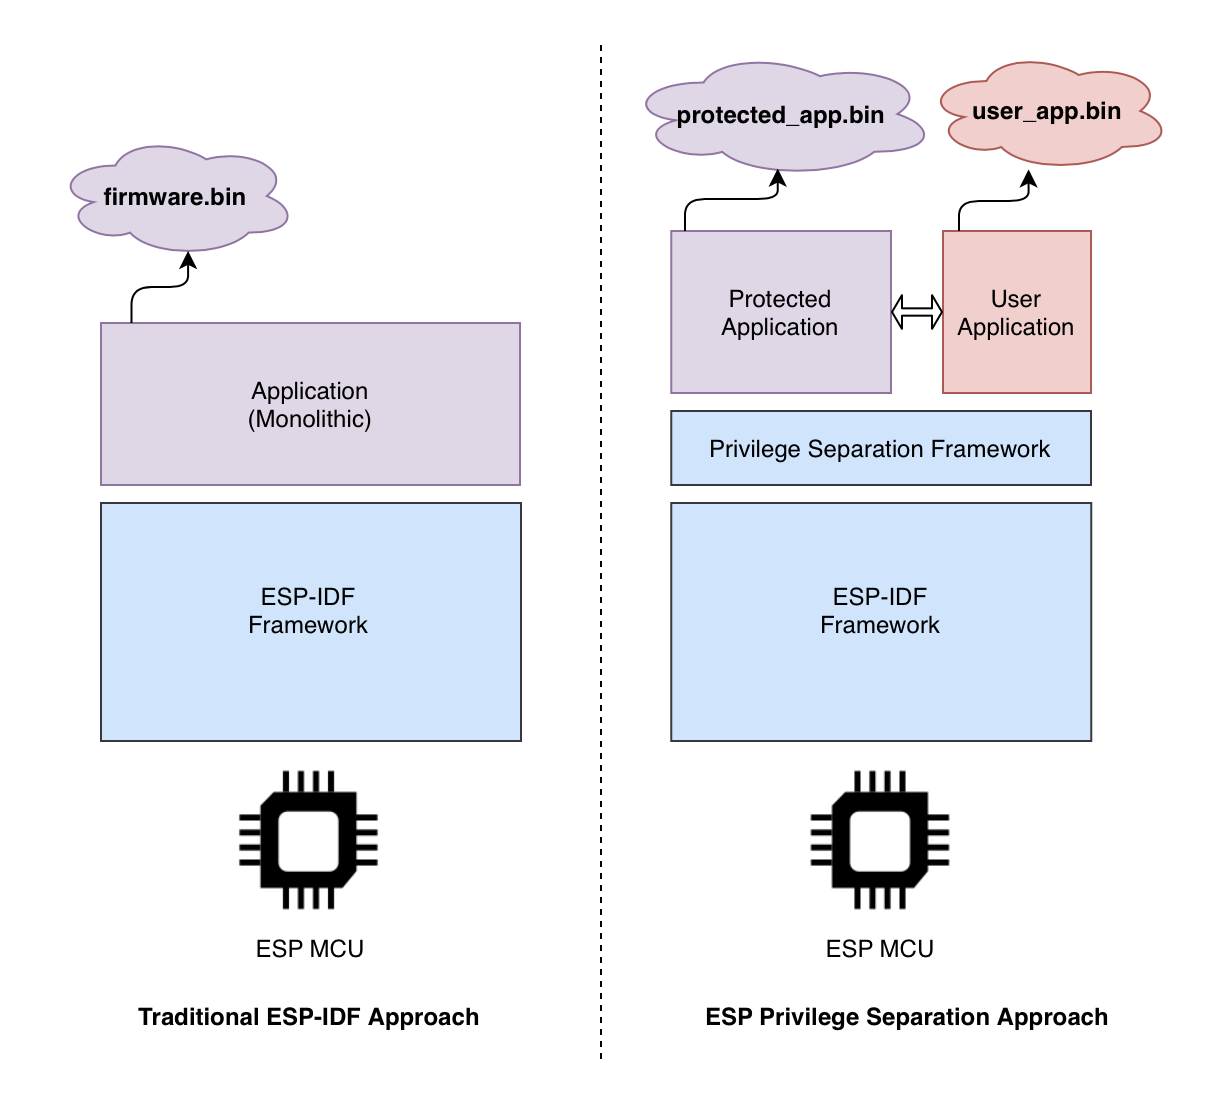 firmware.bin
Application
(Monolithic)
ESP-IDF
Framework
ESP MCU
Traditional ESP-IDF Approach
protected_app.bin
user_app.bin
Protected
Application
User
Application
Privilege Separation Framework
ESP-IDF
Framework
ESP MCU
ESP Privilege Separation Approach